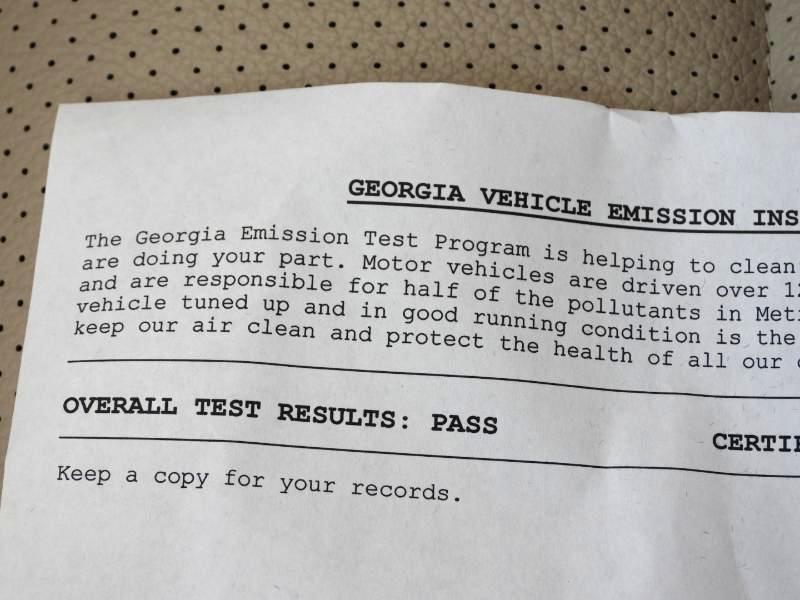 GEORGIA VEHICLE EMISSION INS
The Georgia Emission Test Program is helping to clean
are doing your part. Motor vehicles are driven over 12
and are responsible for half of the pollutants in Met
vehicle tuned up and in good running condition is the
keep our air clean and protect the health of all our
OVERALL TEST RESULTS: PASS
CERTIF
Keep a copy for your records.